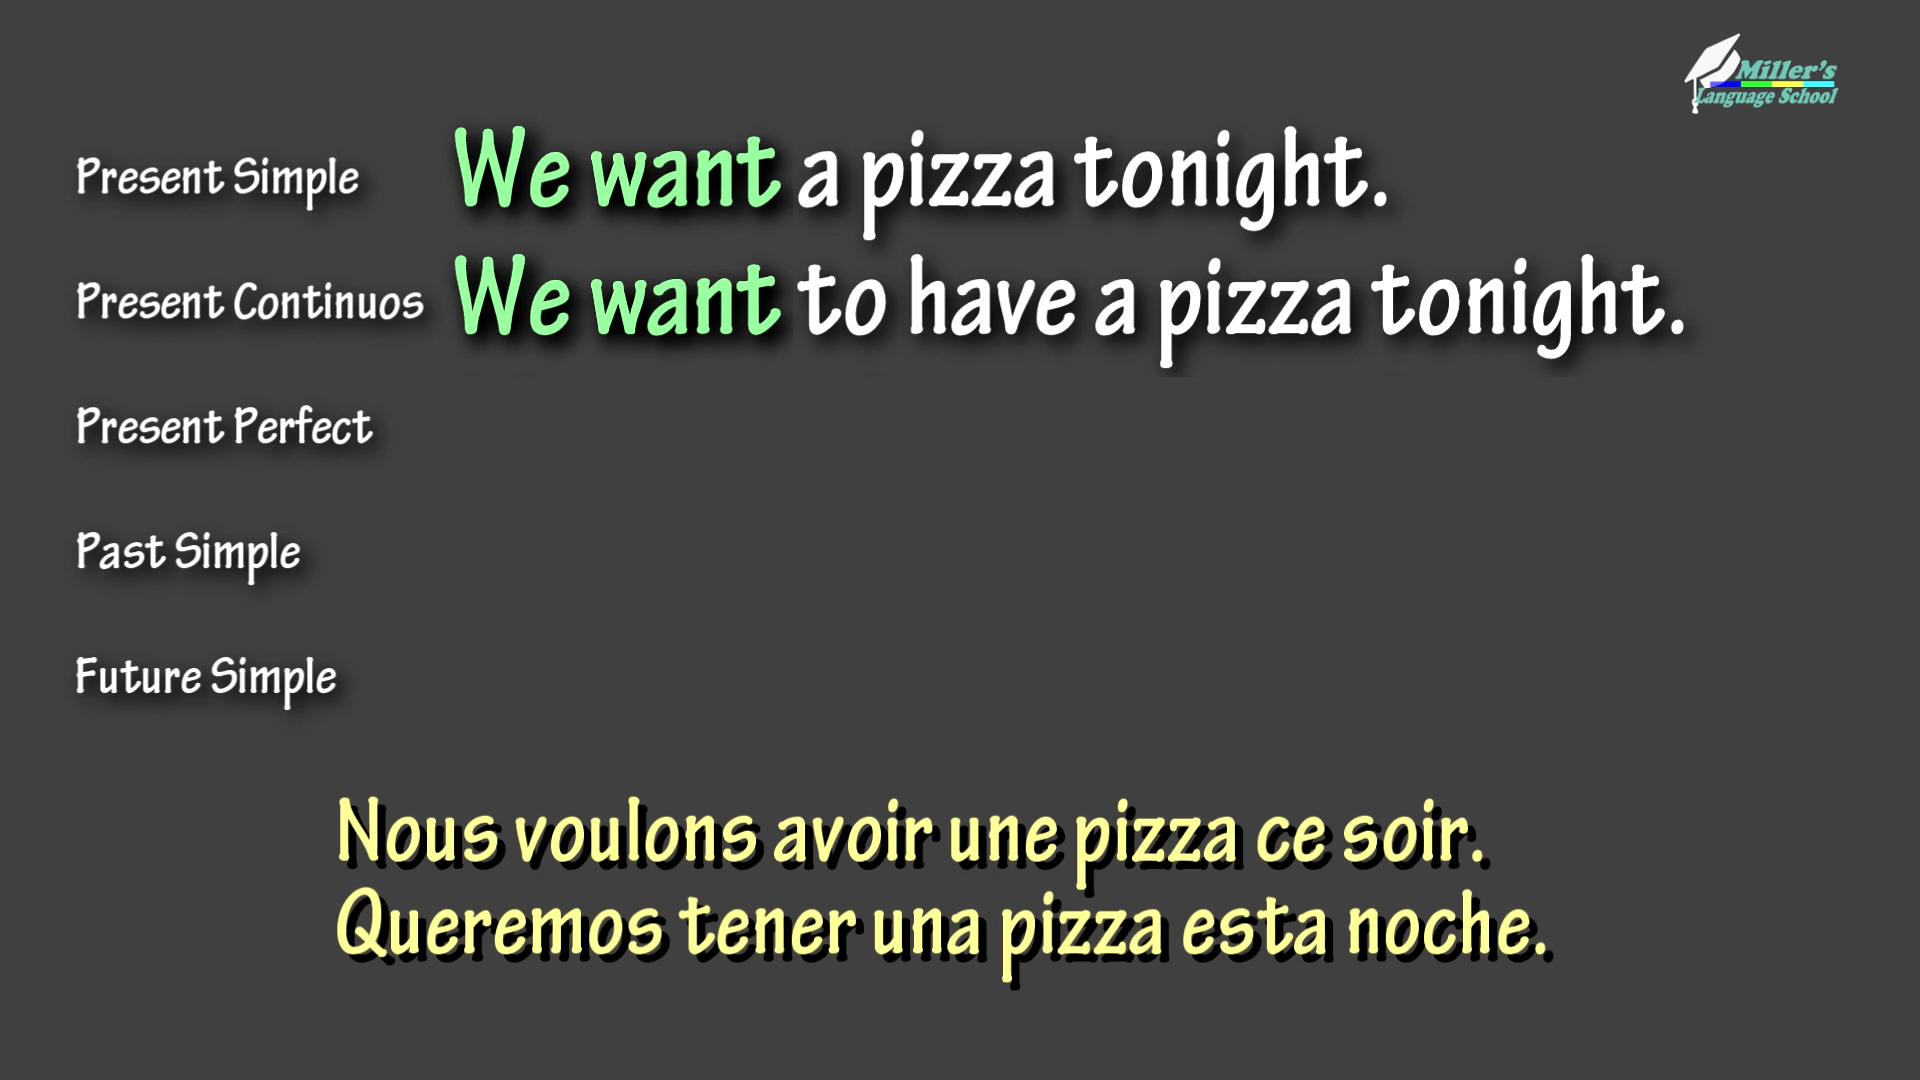 Miller's
Language School
Present Simple We want a pizza tonight.
Present Continuos We want to have a pizza tonight.
Present Perfect
Past Simple
Future Simple
Nous voulons avoir une pizza ce soir.
Queremos tener una pizza esta noche.